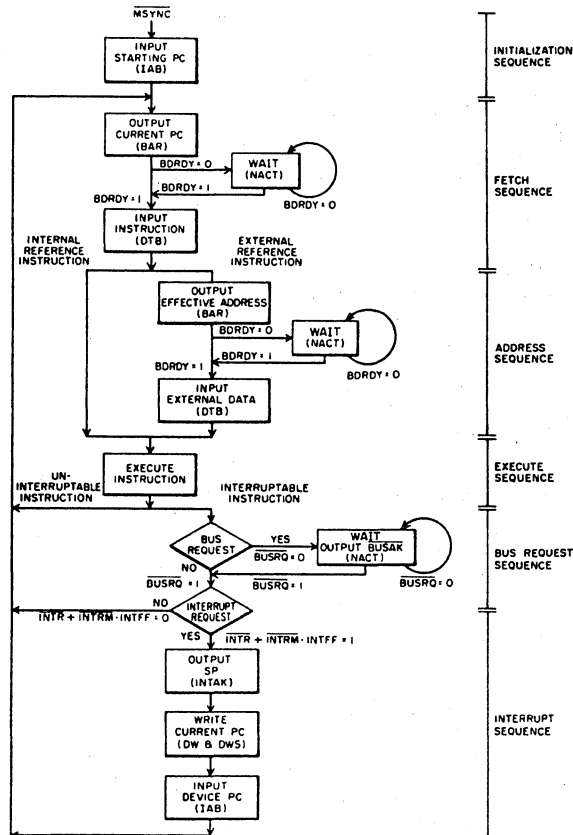 MSYNC
INPUT
STARTING PC
(IAB)
INITIALIZATION
SEQUENCE
OUTPUT
CURRENT PC
(BAR)
BDRDY = 0
WAIT
(NACT)
BDRDY = 1
BDRDY = 0
BDRDY = 1
FETCH
SEQUENCE
INPUT
INSTRUCTION
(DTB)
INTERNAL
REFERENCE
INSTRUCTION
EXTERNAL
REFERENCE
INSTRUCTION
OUTPUT
EFFECTIVE ADDRESS
(BAR)
BDRDY = 0
WAIT
(NACT)
BDRDY = 1
BDRDY = 1
BDRDY = 0
ADDRESS
SEQUENCE
INPUT
EXTERNAL DATA
(DTB)
EXECUTE
INSTRUCTION
EXECUTE
SEQUENCE
UN-
INTERRUPTABLE
INSTRUCTION
INTERRUPTABLE
INSTRUCTION
BUS
REQUEST
YES
BUSRQ = 0
WAIT
OUTPUT BUSAK
(NACT)
BUSRQ = 0
BUS REQUEST
SEQUENCE
NO
BUSRQ = 1
BUSRQ = 1
INTERRUPT
REQUEST
NO
INTR + INTRM · INTFF = 0
YES
INTR + INTRM · INTFF = 1
OUTPUT
SP
(INTAK)
WRITE
CURRENT PC
(DW & DWS)
INTERRUPT
SEQUENCE
INPUT
DEVICE PC
(IAB)